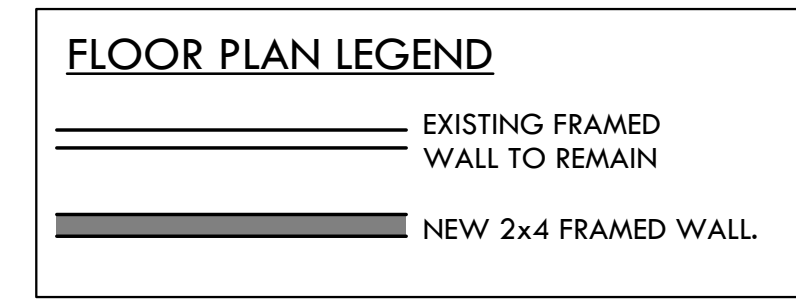 FLOOR PLAN LEGEND
EXISTING FRAMED
WALL TO REMAIN
NEW 2x4 FRAMED WALL.